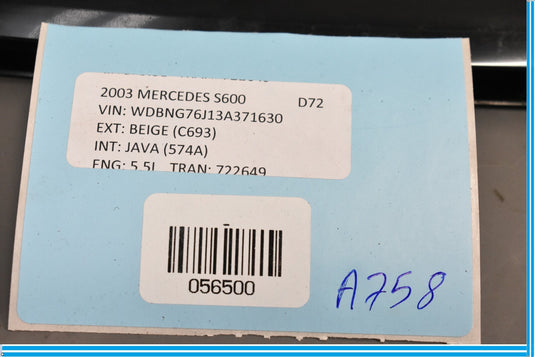 2003 MERCEDES S600 D72
VIN: WDBNG76J13A371630
EXT: BEIGE (C693)
INT: JAVA (574A)
ENG: 5.5L TRAN: 722649
056500
A758